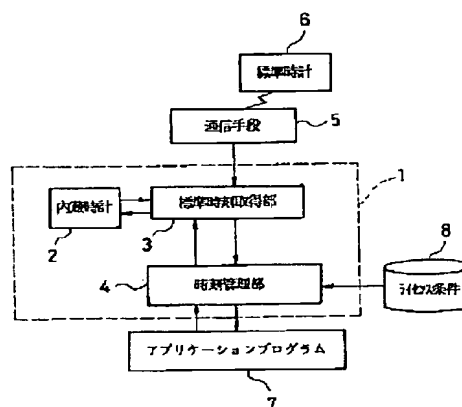 6
標準時計
通信手段
5
1
内蔵時計
2
標準時刻取得部
3
8
4
時刻管理部
ライセンス条件
アプリケーションプログラム
7